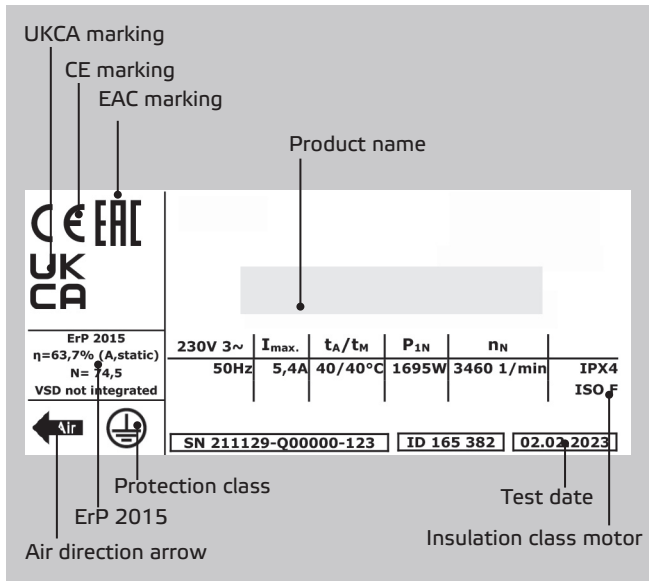 UKCA marking
CE marking
EAC marking
Product name
CE EAC
UK
CA
ErP 2015
η=63,7% (A,static)
N= 74,5
VSD not integrated
230V 3~ Imax. tA/tM P1N nN
50Hz 5,4A 40/40°C 1695W 3460 1/min IPX4
ISO F
Air
SN 211129-Q00000-123 ID 165 382 02.02.2023
Protection class
Test date
ErP 2015
Insulation class motor
Air direction arrow